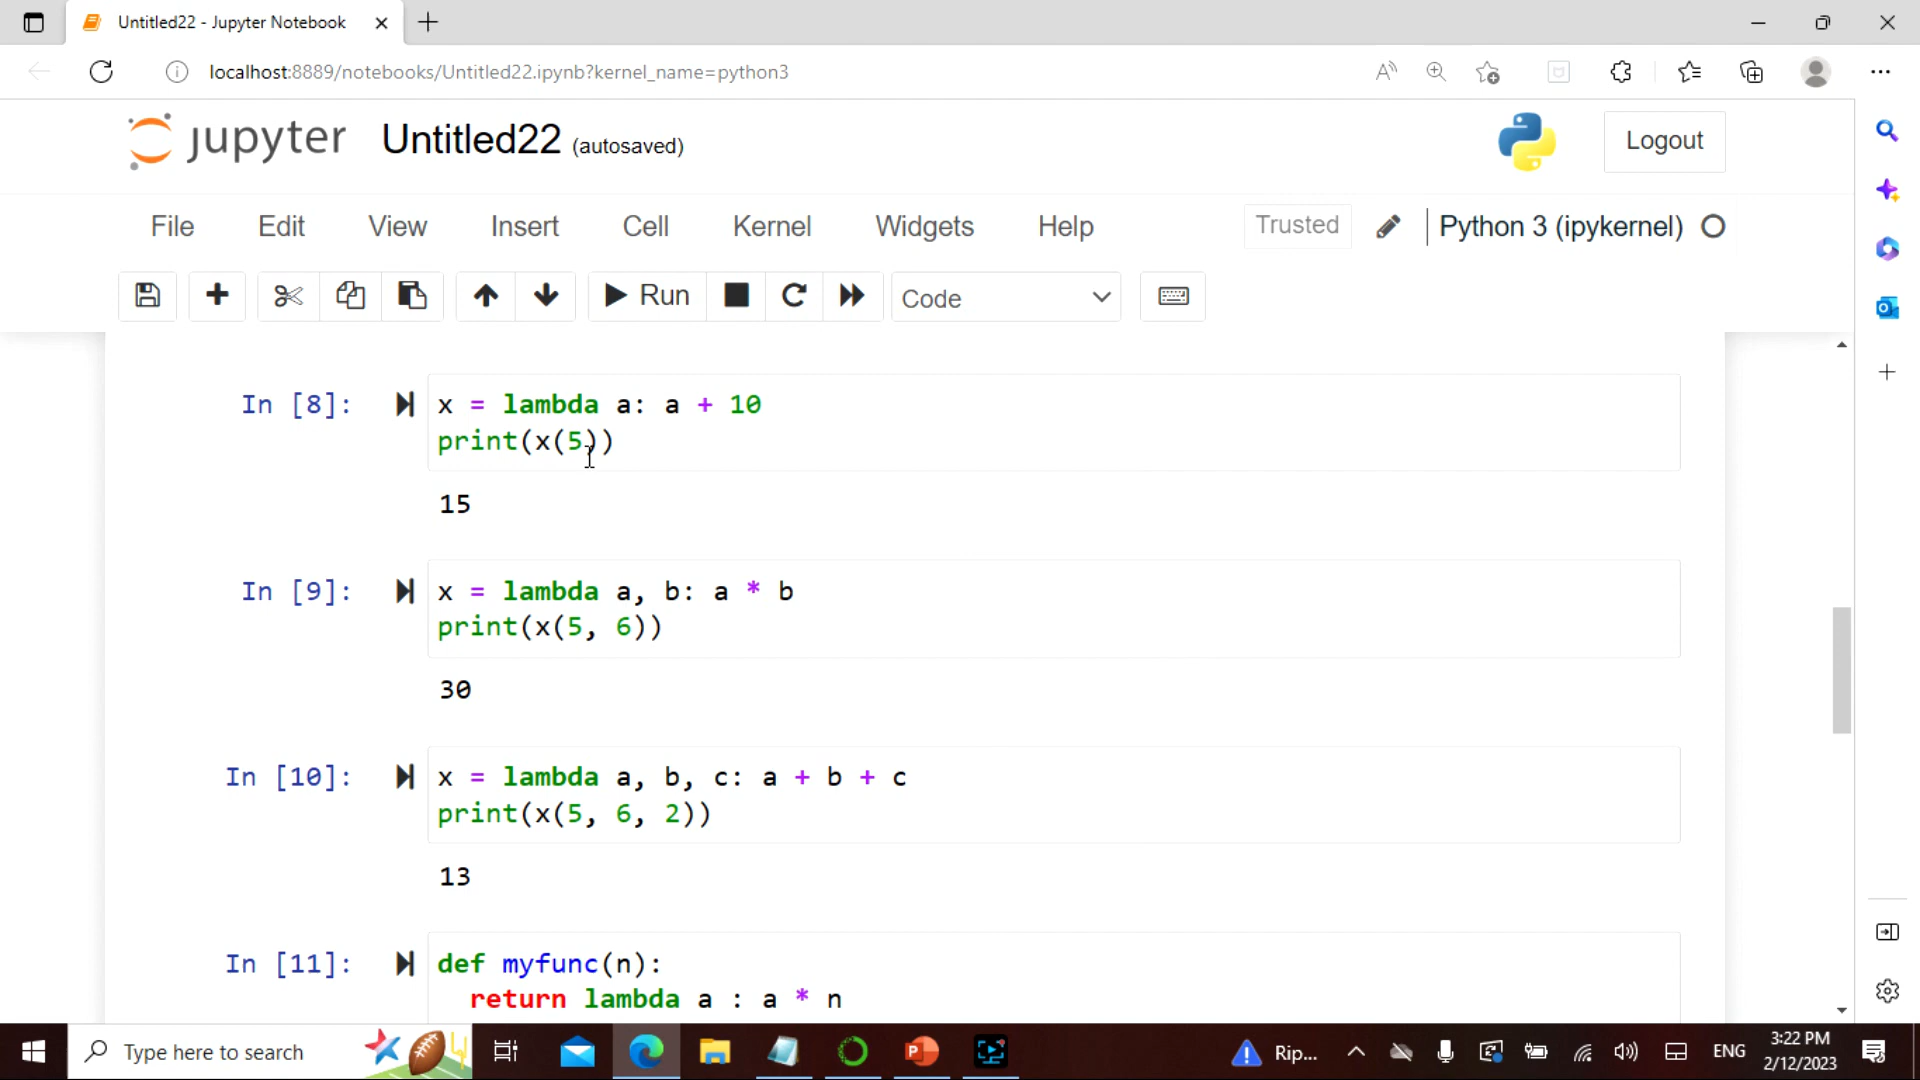 Untitled22 - Jupyter Notebook
localhost:8889/notebooks/Untitled22.ipynb?kernel_name=python3
jupyter Untitled22 (autosaved)
Logout
File Edit View Insert Cell Kernel Widgets Help
Trusted
Python 3 (ipykernel)
Run
Code
In [8]: x = lambda a: a + 10
print(x(5))
15
In [9]: x = lambda a, b: a * b
print(x(5, 6))
30
In [10]: x = lambda a, b, c: a + b + c
print(x(5, 6, 2))
13
In [11]: def myfunc(n):
return lambda a : a * n
Type here to search
Rip...
ENG
3:22 PM
2/12/2023